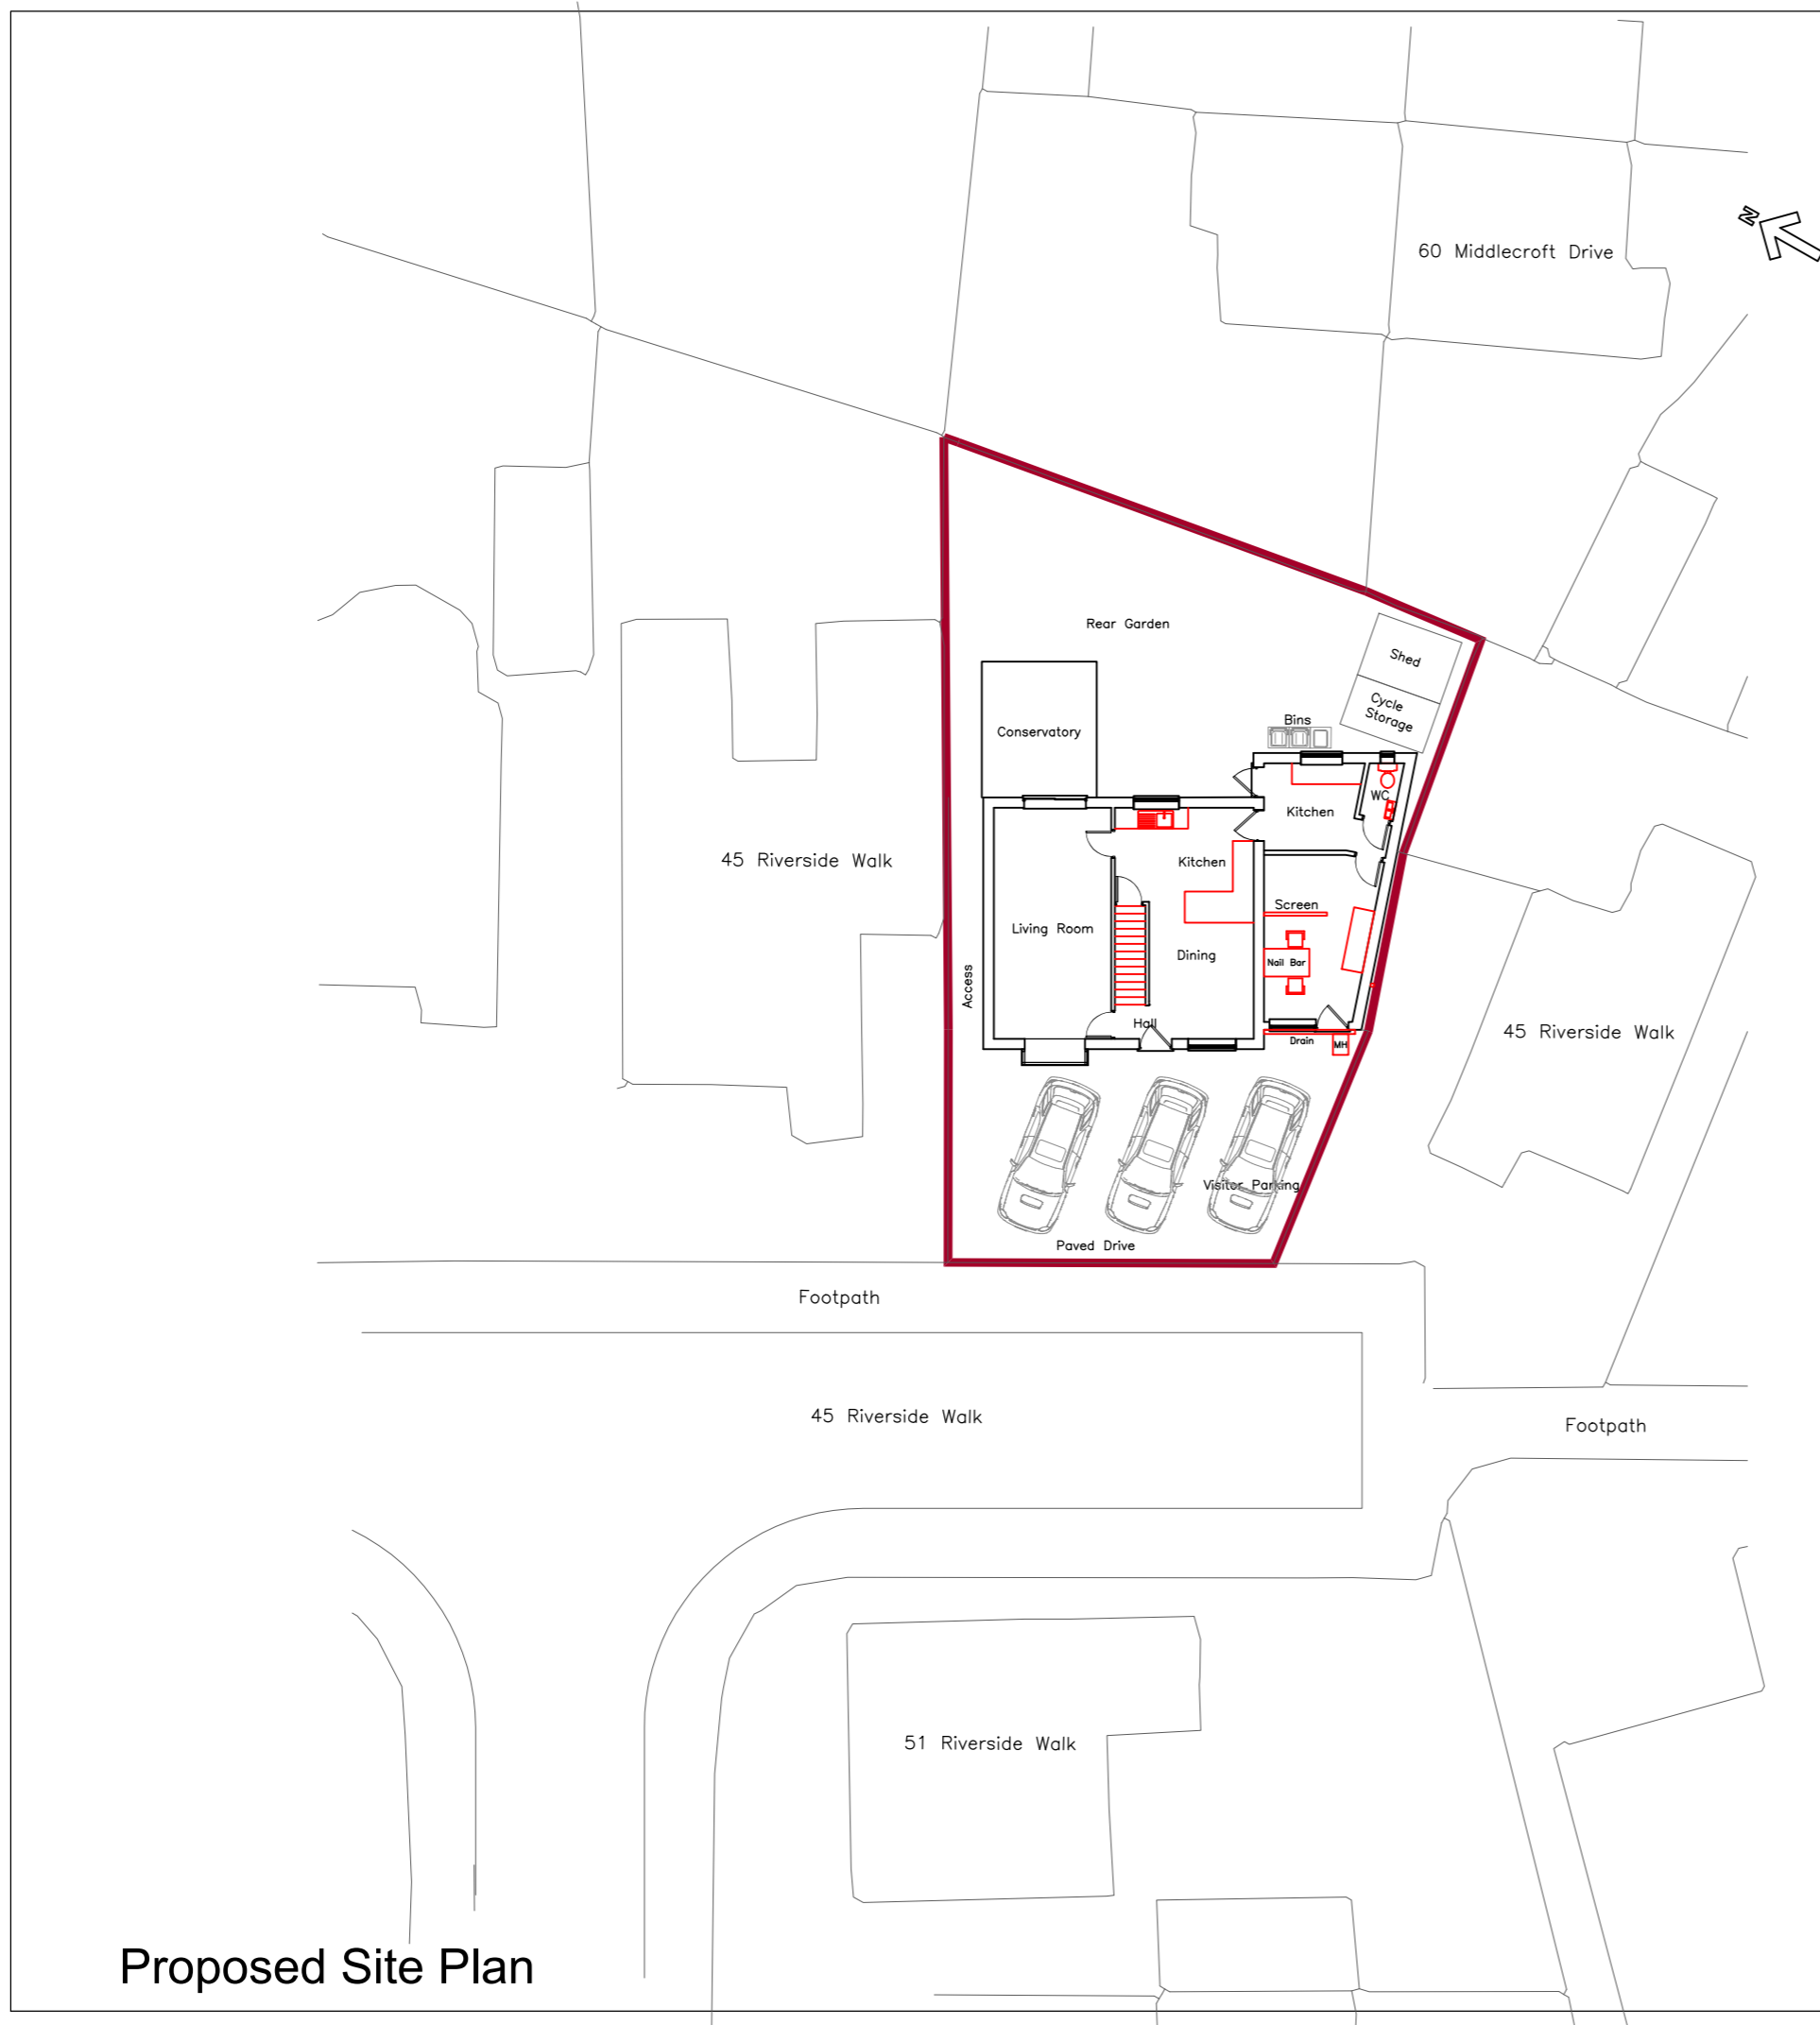 N
60 Middlecroft Drive
Rear Garden
Shed
Cycle
Storage
Bins
Conservatory
WC
Kitchen
45 Riverside Walk
Kitchen
Screen
Living Room
Dining
Nail Bar
Access
Hall
45 Riverside Walk
Drain
MH
Visitor Parking
Paved Drive
Footpath
45 Riverside Walk
Footpath
51 Riverside Walk
Proposed Site Plan